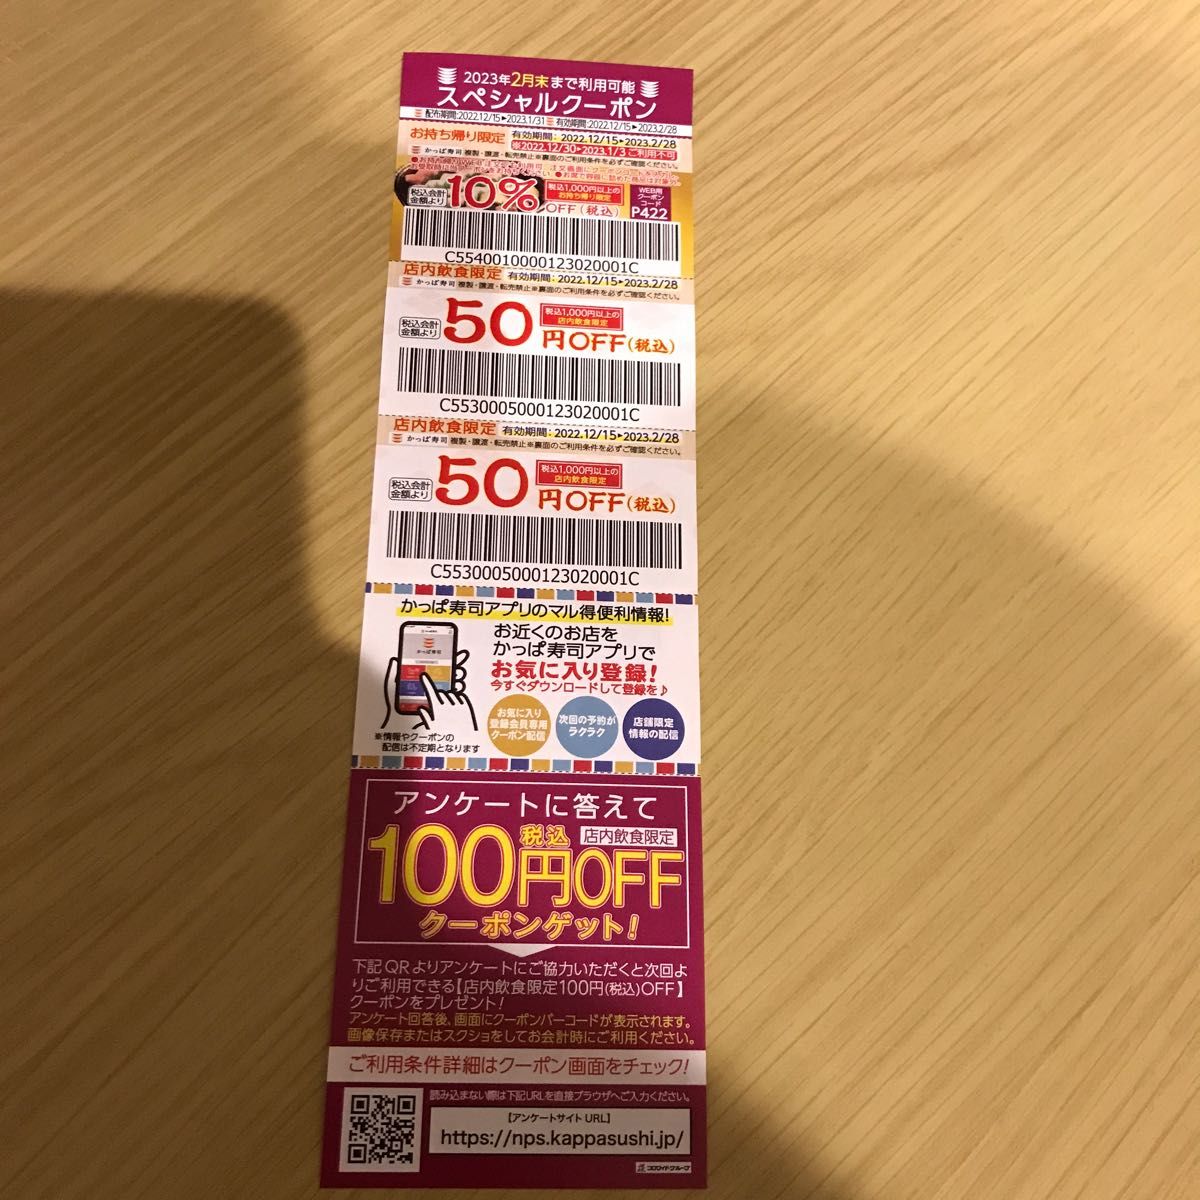 2023年2月末まで利用可能
スペシャルクーポン
配布期間:2022.12/15▸2023.1/31 有効期間:2022.12/15▸2023.2/28
お持ち帰り限定 有効期間:2022.12/15▸2023.2/28
※2022.12/30▸2023.1/3 ご利用不可
かっぱ寿司 複製・譲渡・転売禁止※裏面のご利用条件を必ずご確認ください。
税込会計金額より 10%OFF(税込)
税込1,000円以上のお持ち帰り限定
WEB用クーポンコード
P422
C5540010000123020001C
店内飲食限定 有効期間:2022.12/15▸2023.2/28
かっぱ寿司 複製・譲渡・転売禁止※裏面のご利用条件を必ずご確認ください。
税込1,000円以上の店内飲食限定
税込会計金額より 50円OFF(税込)
C5530005000123020001C
店内飲食限定 有効期間:2022.12/15▸2023.2/28
かっぱ寿司 複製・譲渡・転売禁止※裏面のご利用条件を必ずご確認ください。
税込1,000円以上の店内飲食限定
税込会計金額より 50円OFF(税込)
C5530005000123020001C
かっぱ寿司アプリのマル得便利情報!
お近くのお店を
かっぱ寿司アプリで
お気に入り登録!
今すぐダウンロードして登録を♪
かっぱ寿司
お気に入り登録会員専用クーポン配信
次回の予約がラクラク
店舗限定情報の配信
※情報やクーポンの
配信は不定期となります
アンケートに答えて
税込 店内飲食限定
100円OFF
クーポンゲット!
下記QRよりアンケートにご協力いただくと次回よ
りご利用できる【店内飲食限定100円(税込)OFF】
クーポンをプレゼント!
アンケート回答後、画面にクーポンバーコードが表示されます。
画像保存またはスクショをしてお会計時にご利用ください。
ご利用条件詳細はクーポン画面をチェック!
読み込まない際は下記URLを直接ブラウザへご入力ください。
【アンケートサイト URL】
https://nps.kappasushi.jp/
コロワイドグループ